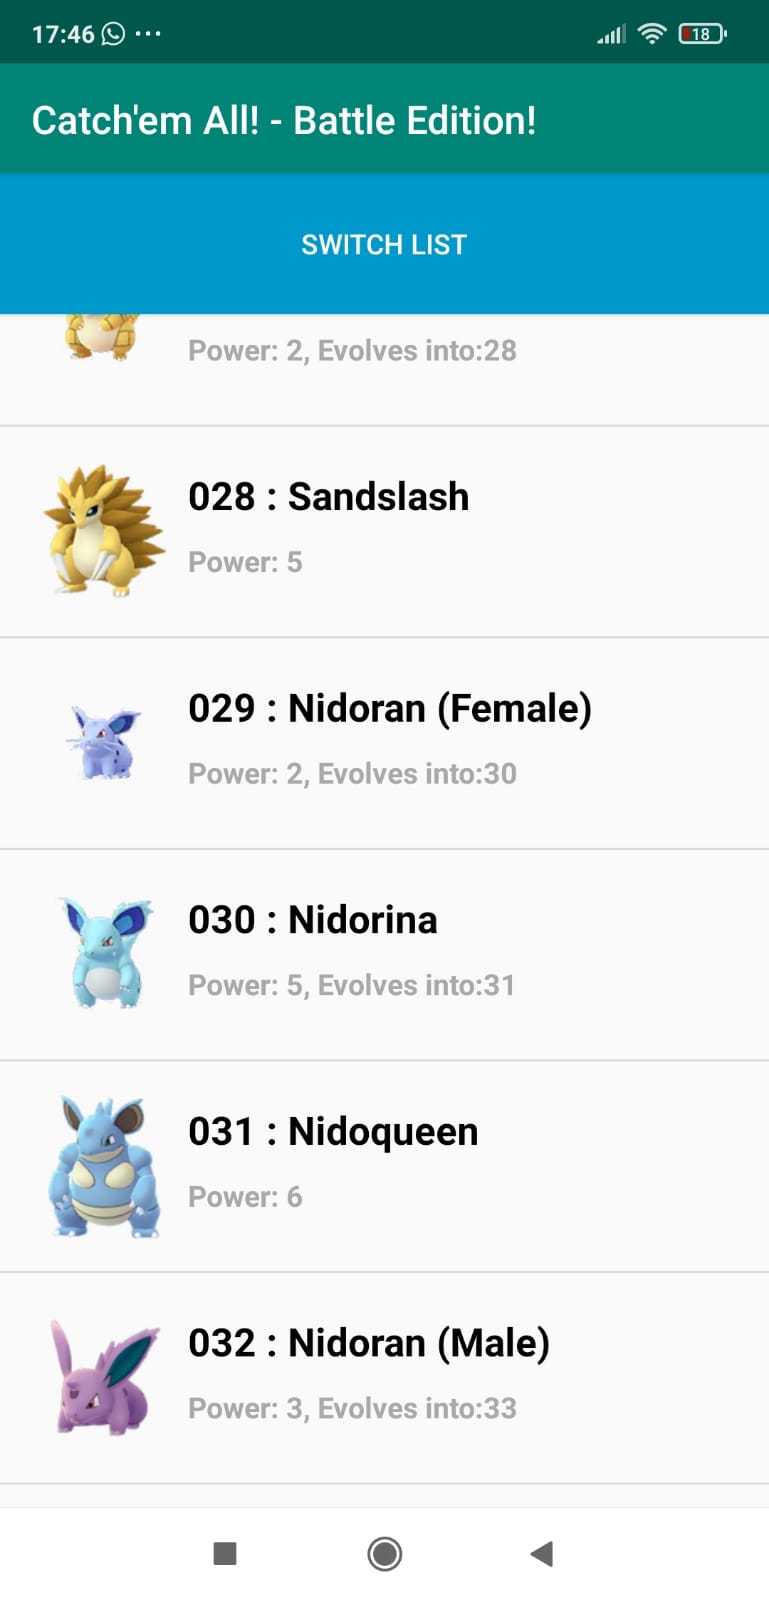 17:46 ...
18
Catch'em All! - Battle Edition!
SWITCH LIST
Power: 2, Evolves into:28
028 : Sandslash
Power: 5
029 : Nidoran (Female)
Power: 2, Evolves into:30
030 : Nidorina
Power: 5, Evolves into:31
031 : Nidoqueen
Power: 6
032 : Nidoran (Male)
Power: 3, Evolves into:33